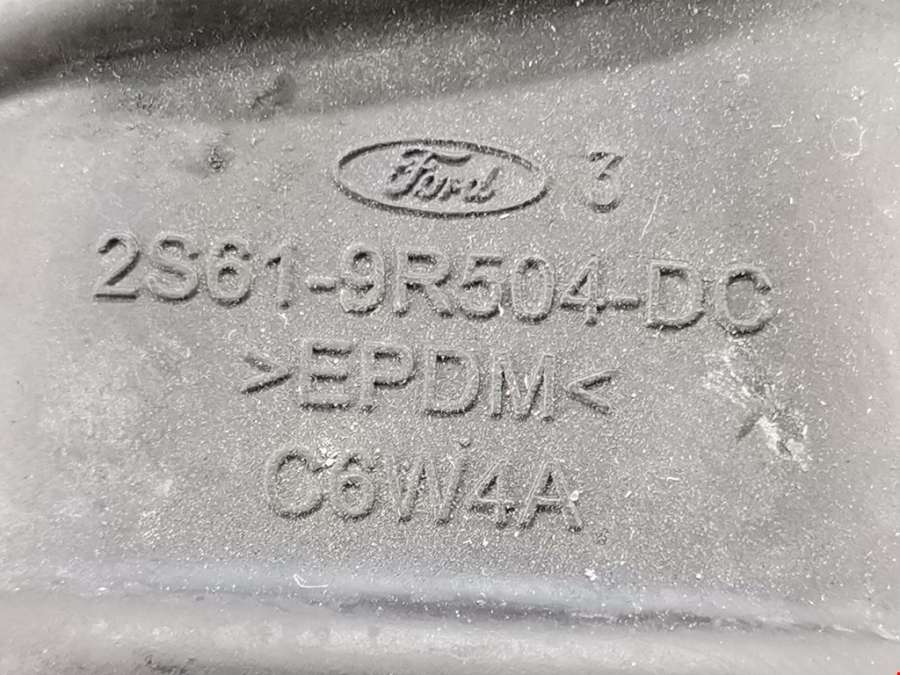 Ford 3
2S61-9R504-DC
>EPDM<
C6W4A